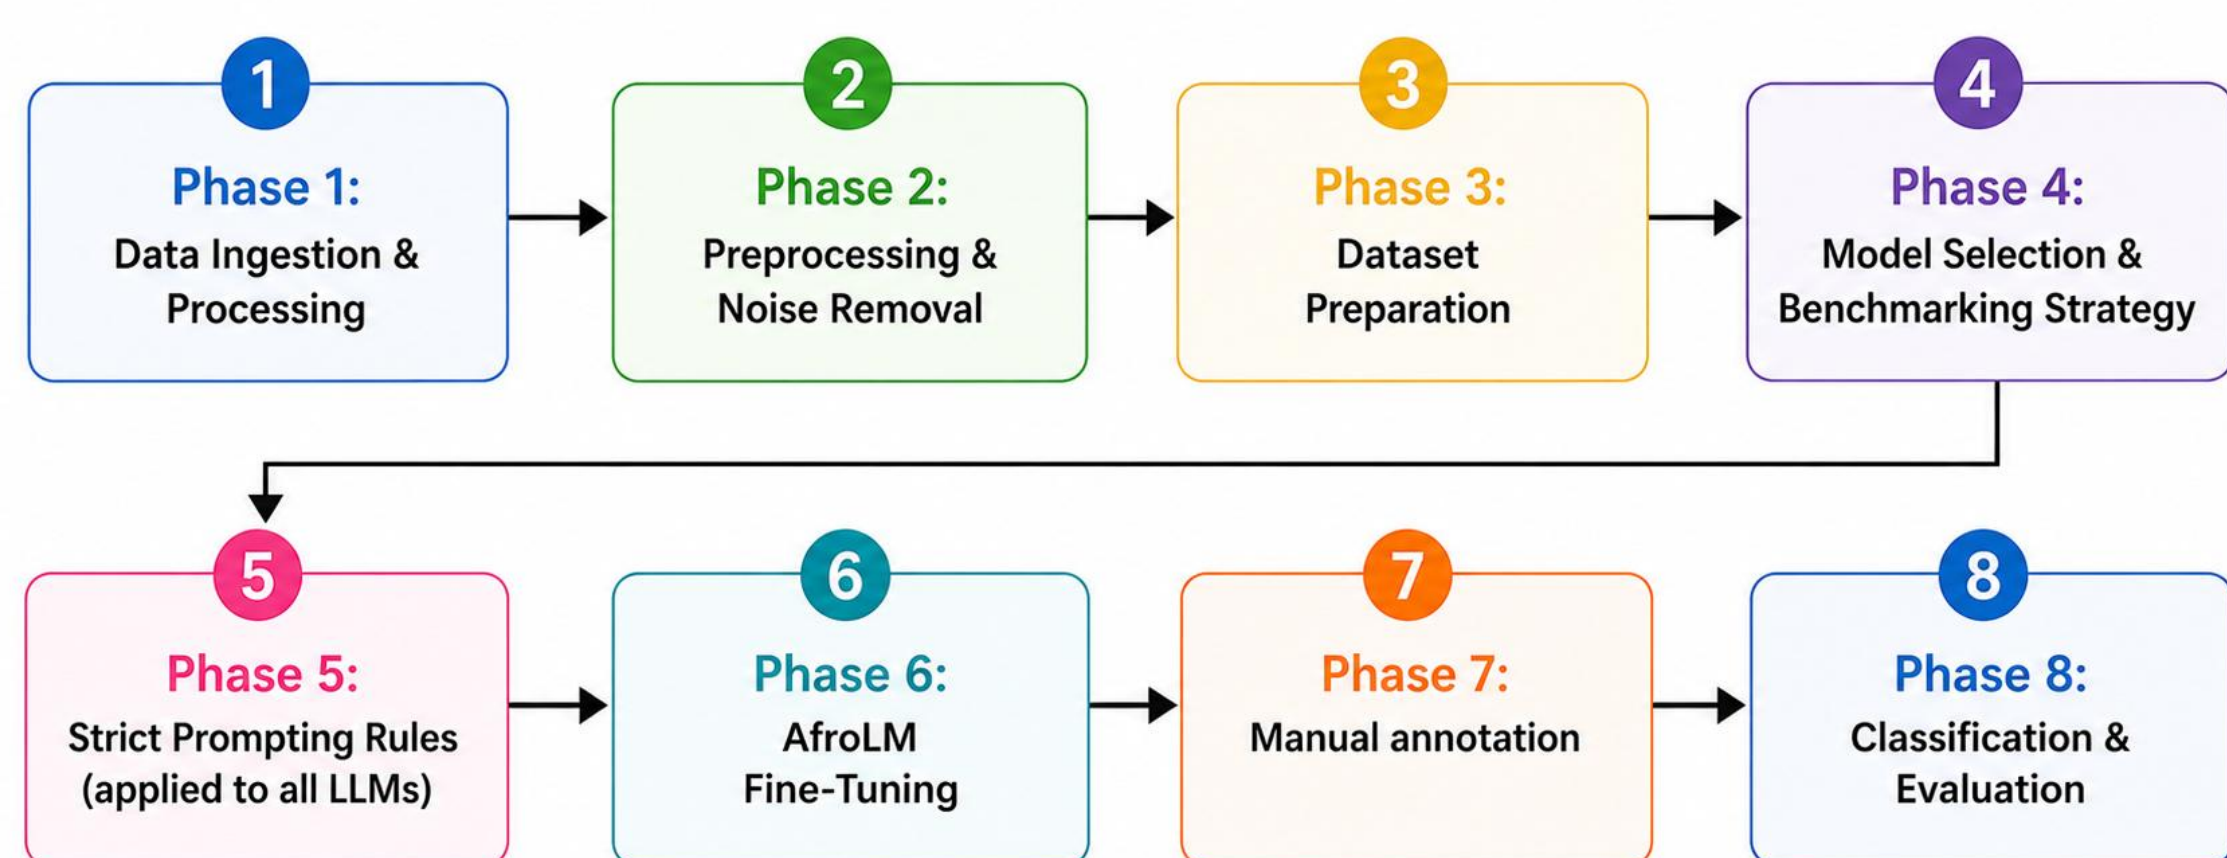 1
Phase 1:
Data Ingestion &
Processing
2
Phase 2:
Preprocessing &
Noise Removal
3
Phase 3:
Dataset
Preparation
4
Phase 4:
Model Selection &
Benchmarking Strategy
5
Phase 5:
Strict Prompting Rules
(applied to all LLMs)
6
Phase 6:
AfroLM
Fine-Tuning
7
Phase 7:
Manual annotation
8
Phase 8:
Classification &
Evaluation